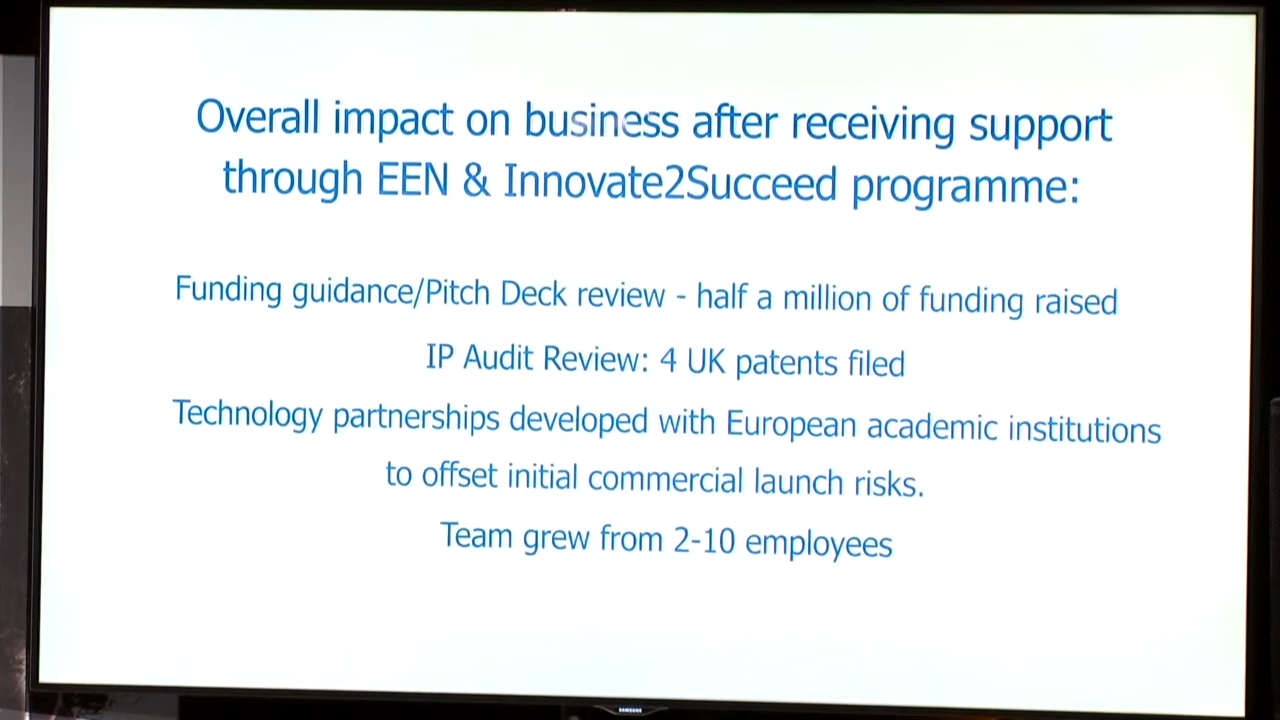 Overall impact on business after receiving support
through EEN & Innovate2Succeed programme:
Funding guidance/Pitch Deck review - half a million of funding raised
IP Audit Review: 4 UK patents filed
Technology partnerships developed with European academic institutions
to offset initial commercial launch risks.
Team grew from 2-10 employees
SAMSUNG